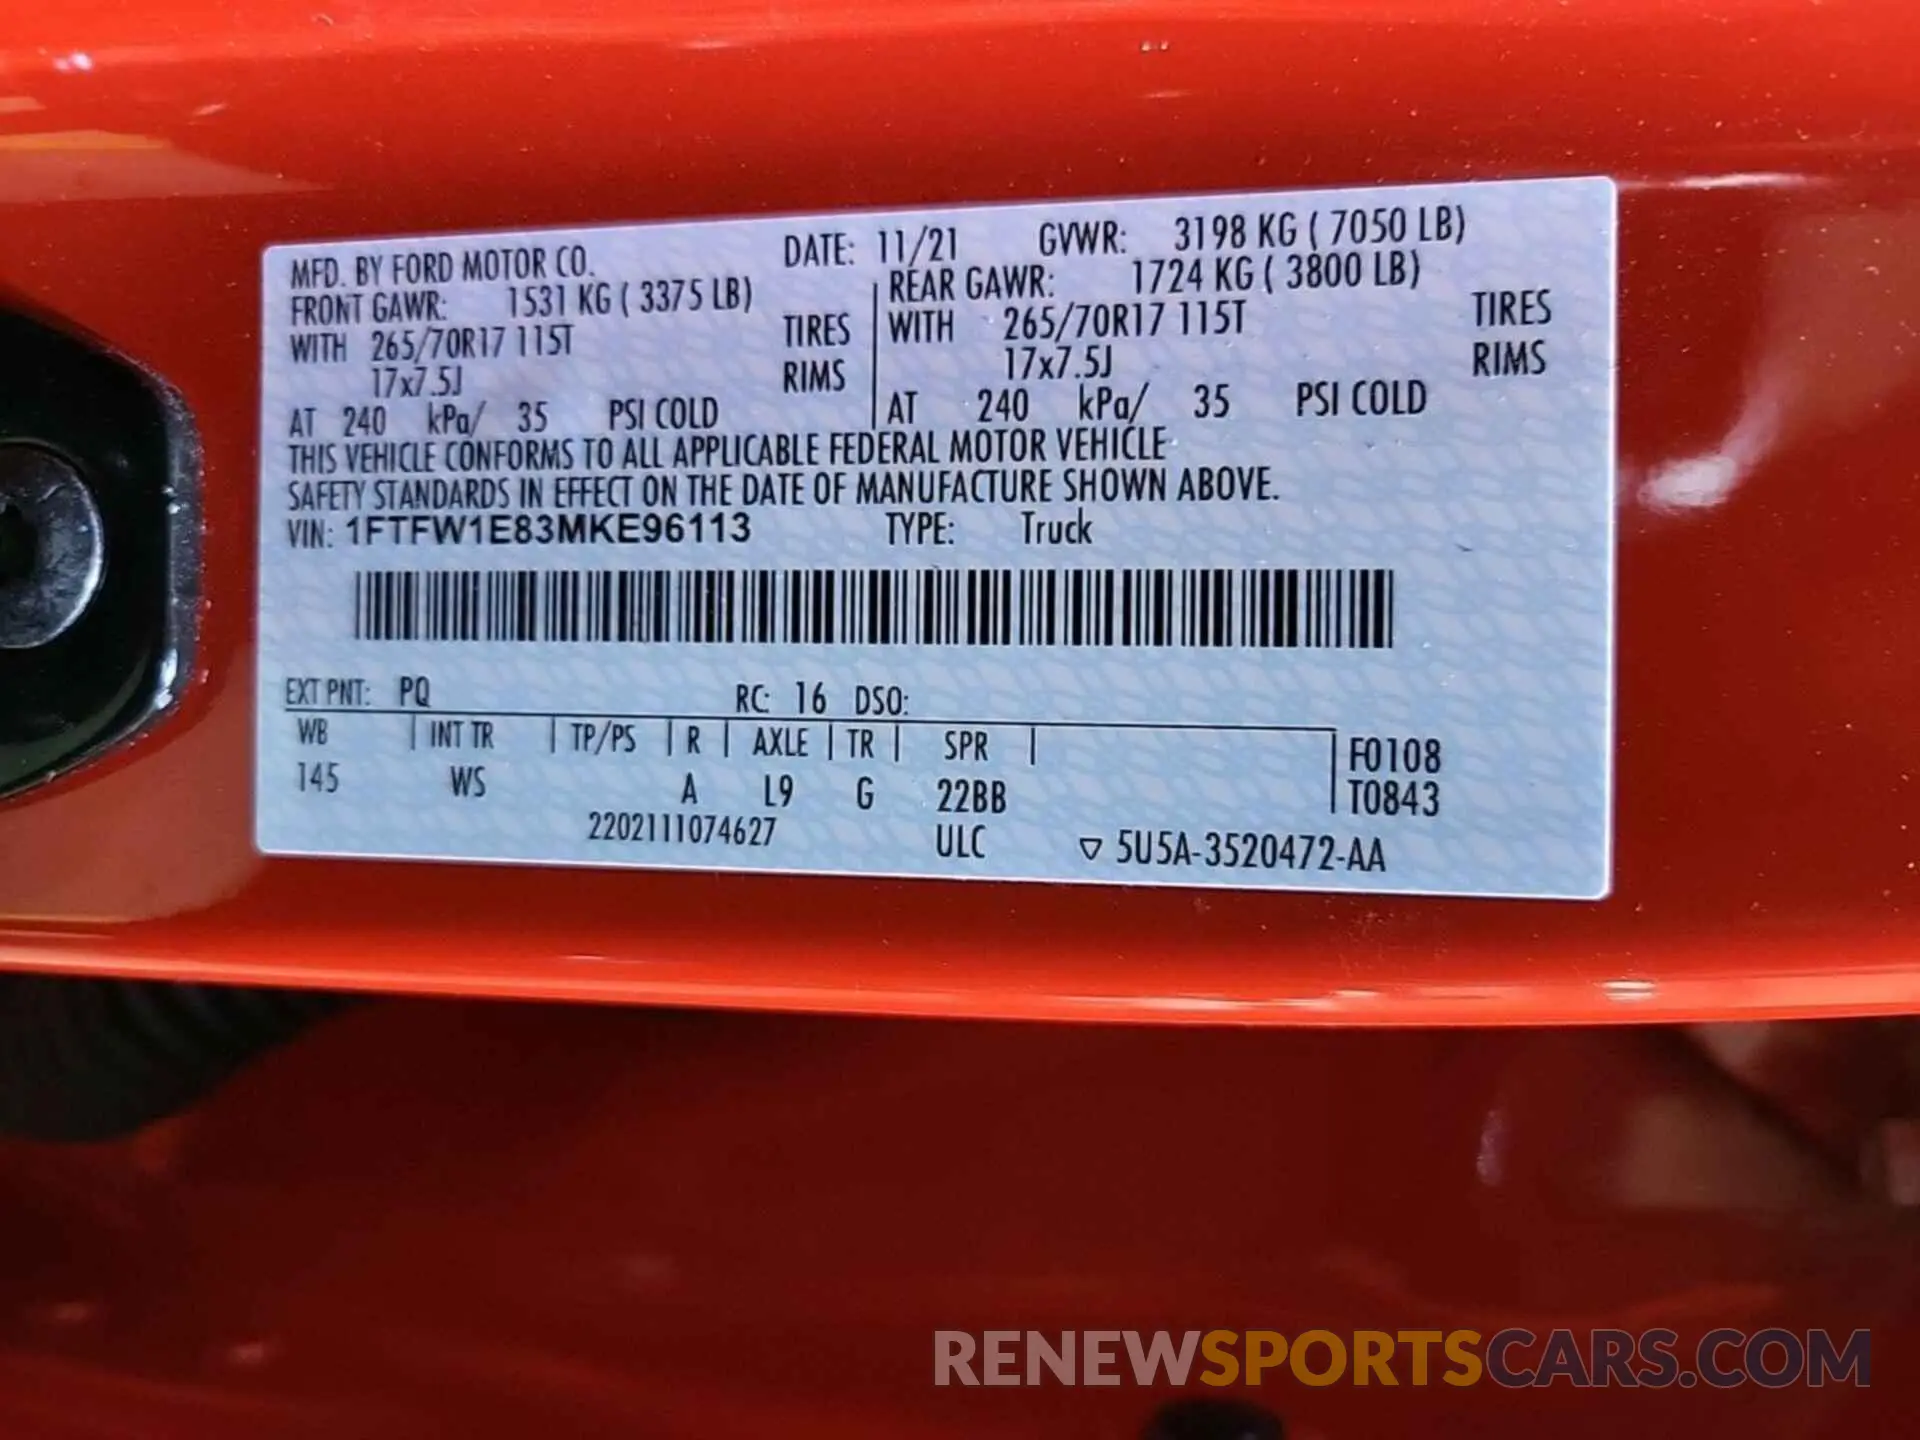 MFD. BY FORD MOTOR CO. DATE: 11/21 GVWR: 3198 KG ( 7050 LB)
FRONT GAWR: 1531 KG ( 3375 LB) REAR GAWR: 1724 KG ( 3800 LB)
WITH 265/70R17 115T TIRES WITH 265/70R17 115T TIRES
17x7.5J RIMS 17x7.5J RIMS
AT 240 kPa/ 35 PSI COLD AT 240 kPa/ 35 PSI COLD
THIS VEHICLE CONFORMS TO ALL APPLICABLE FEDERAL MOTOR VEHICLE
SAFETY STANDARDS IN EFFECT ON THE DATE OF MANUFACTURE SHOWN ABOVE.
VIN: 1FTFW1E83MKE96113 TYPE: Truck
EXT PNT: PQ RC: 16 DSO:
WB INT TR TP/PS R AXLE TR SPR F0108
145 WS A L9 G 22BB T0843
2202111074627 ULC ▽ 5U5A-3520472-AA
RENEWSPORTSCARS.COM